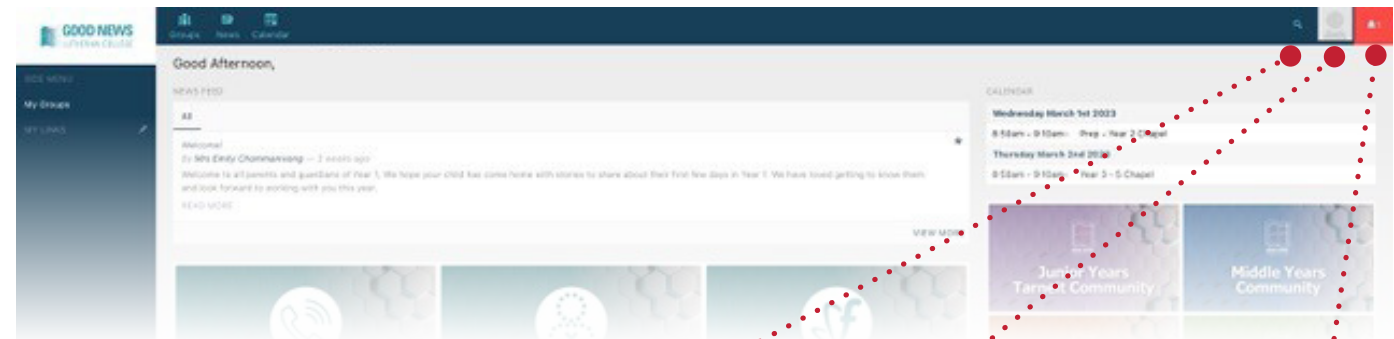 GOOD NEWS
LUTHERAN COLLEGE
Groups News Calendar
1
SIDE MENU
My Groups
MY LINKS
Good Afternoon,
NEWS FEED
All
Welcome!
By Mrs Emily Chommanivong — 2 weeks ago
Welcome to all parents and guardians of Year 1, We hope your child has come home with stories to share about their first few days in Year 1. We have loved getting to know them
and look forward to working with you this year.
READ MORE
VIEW MORE
CALENDAR
Wednesday March 1st 2023
8:50am - 9:10am Prep - Year 2 Chapel
Thursday March 2nd 2023
8:50am - 9:10am Year 3 - 5 Chapel
Junior Years
Tarneit Community
Middle Years
Community